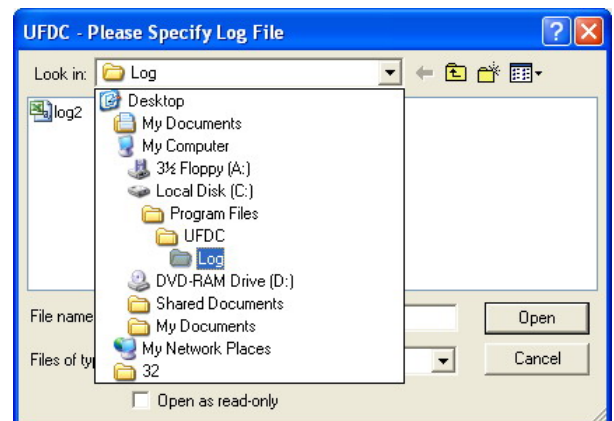 UFDC - Please Specify Log File
Look in: Log
log2
Desktop
My Documents
My Computer
3½ Floppy (A:)
Local Disk (C:)
Program Files
UFDC
Log
DVD-RAM Drive (D:)
Shared Documents
My Documents
My Network Places
32
File name
Open
Files of ty
Cancel
Open as read-only